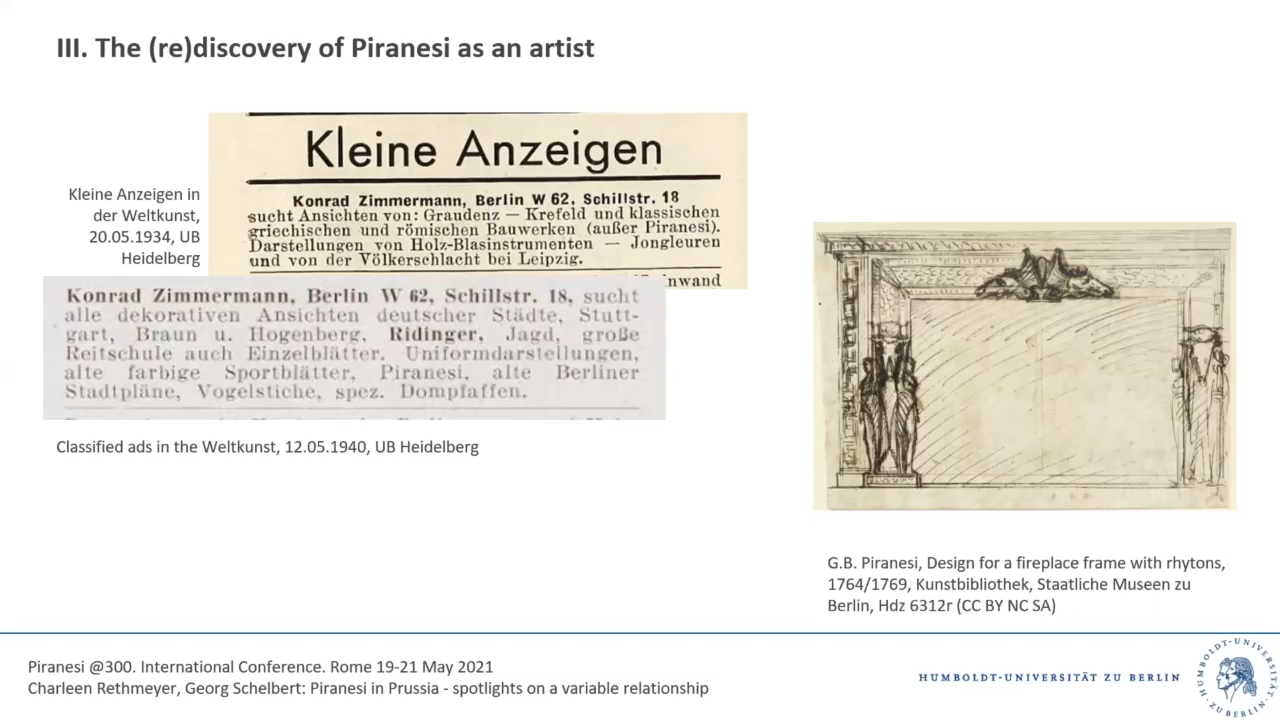 III. The (re)discovery of Piranesi as an artist
Kleine Anzeigen in
der Weltkunst,
20.05.1934, UB
Heidelberg
Kleine Anzeigen
Konrad Zimmermann, Berlin W 62, Schillstr. 18
sucht Ansichten von: Graudenz — Krefeld und klassischen
griechischen und römischen Bauwerken (außer Piranesi).
Darstellungen von Holz-Blasinstrumenten — Jongleuren
und von der Völkerschlacht bei Leipzig.
nwand
Konrad Zimmermann, Berlin W 62, Schillstr. 18, sucht
alle dekorativen Ansichten deutscher Städte, Stutt-
gart, Braun u. Hogenberg, Ridinger, Jagd, große
Reitschule auch Einzelblätter. Uniformdarstellungen,
alte farbige Sportblätter, Piranesi, alte Berliner
Stadtpläne, Vogelstiche, spez. Dompfaffen.
Classified ads in the Weltkunst, 12.05.1940, UB Heidelberg
G.B. Piranesi, Design for a fireplace frame with rhytons,
1764/1769, Kunstbibliothek, Staatliche Museen zu
Berlin, Hdz 6312r (CC BY NC SA)
Piranesi @300. International Conference. Rome 19-21 May 2021
Charleen Rethmeyer, Georg Schelbert: Piranesi in Prussia - spotlights on a variable relationship
HUMBOLDT-UNIVERSITÄT ZU BERLIN
HUMBOLDT-UNIVERSITÄT ZU BERLIN